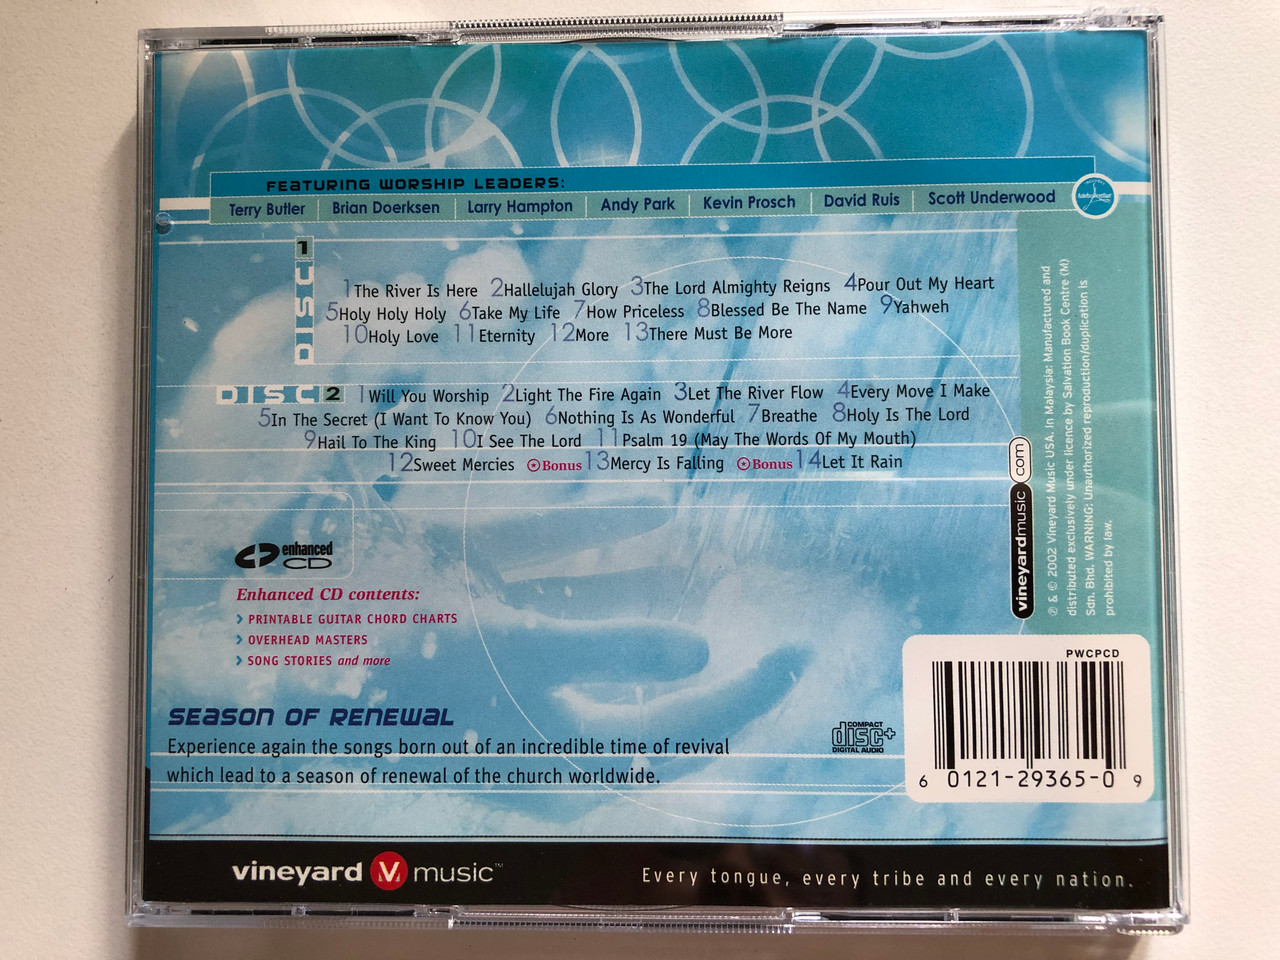 FEATURING WORSHIP LEADERS:
Terry Butler Brian Doerksen Larry Hampton Andy Park Kevin Prosch David Ruis Scott Underwood
DISC 1
1The River Is Here 2Hallelujah Glory 3The Lord Almighty Reigns 4Pour Out My Heart
5Holy Holy Holy 6Take My Life 7How Priceless 8Blessed Be The Name 9Yahweh
10Holy Love 11Eternity 12More 13There Must Be More
DISC 2
1Will You Worship 2Light The Fire Again 3Let The River Flow 4Every Move I Make
5In The Secret (I Want To Know You) 6Nothing Is As Wonderful 7Breathe 8Holy Is The Lord
9Hail To The King 10I See The Lord 11Psalm 19 (May The Words Of My Mouth)
12Sweet Mercies Bonus 13Mercy Is Falling Bonus 14Let It Rain
vineyardmusic.com
℗ & © 2002 Vineyard Music USA. In Malaysia: Manufactured and
distributed exclusively under licence by Salvation Book Centre (M)
Sdn. Bhd. WARNING: Unauthorized reproduction/duplication is
prohibited by law.
enhanced
CD
Enhanced CD contents:
> PRINTABLE GUITAR CHORD CHARTS
> OVERHEAD MASTERS
> SONG STORIES and more
SEASON OF RENEWAL
Experience again the songs born out of an incredible time of revival
which lead to a season of renewal of the church worldwide.
COMPACT
disc+
DIGITAL AUDIO
PWCPCD
6 0121-29365-0 9
vineyard V music™
Every tongue, every tribe and every nation.